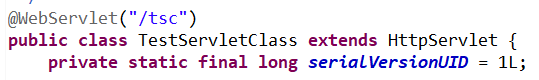 @WebServlet("/tsc")
public class TestServletClass extends HttpServlet {
private static final long serialVersionUID = 1L;